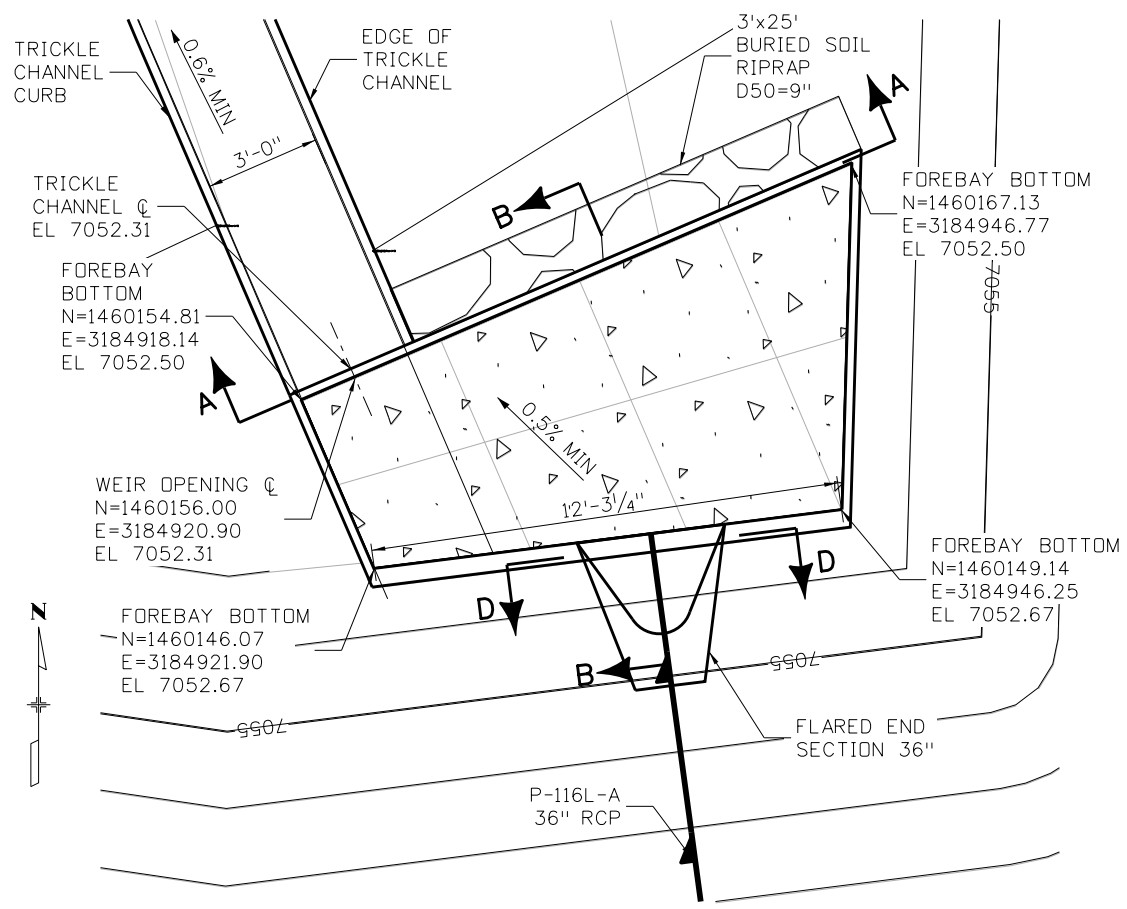 TRICKLE
CHANNEL
CURB
0.6% MIN
EDGE OF
TRICKLE
CHANNEL
3'x25'
BURIED SOIL
RIPRAP
D50=9"
A
3'-0"
TRICKLE
CHANNEL ℄
EL 7052.31
B
FOREBAY BOTTOM
N=1460167.13
E=3184946.77
EL 7052.50
7055
FOREBAY
BOTTOM
N=1460154.81
E=3184918.14
EL 7052.50
A
0.5% MIN
WEIR OPENING ℄
N=1460156.00
E=3184920.90
EL 7052.31
12'-3¼"
FOREBAY BOTTOM
N=1460149.14
E=3184946.25
EL 7052.67
D
D
N
FOREBAY BOTTOM
N=1460146.07
E=3184921.90
EL 7052.67
B
7055
7055
FLARED END
SECTION 36"
P-116L-A
36" RCP